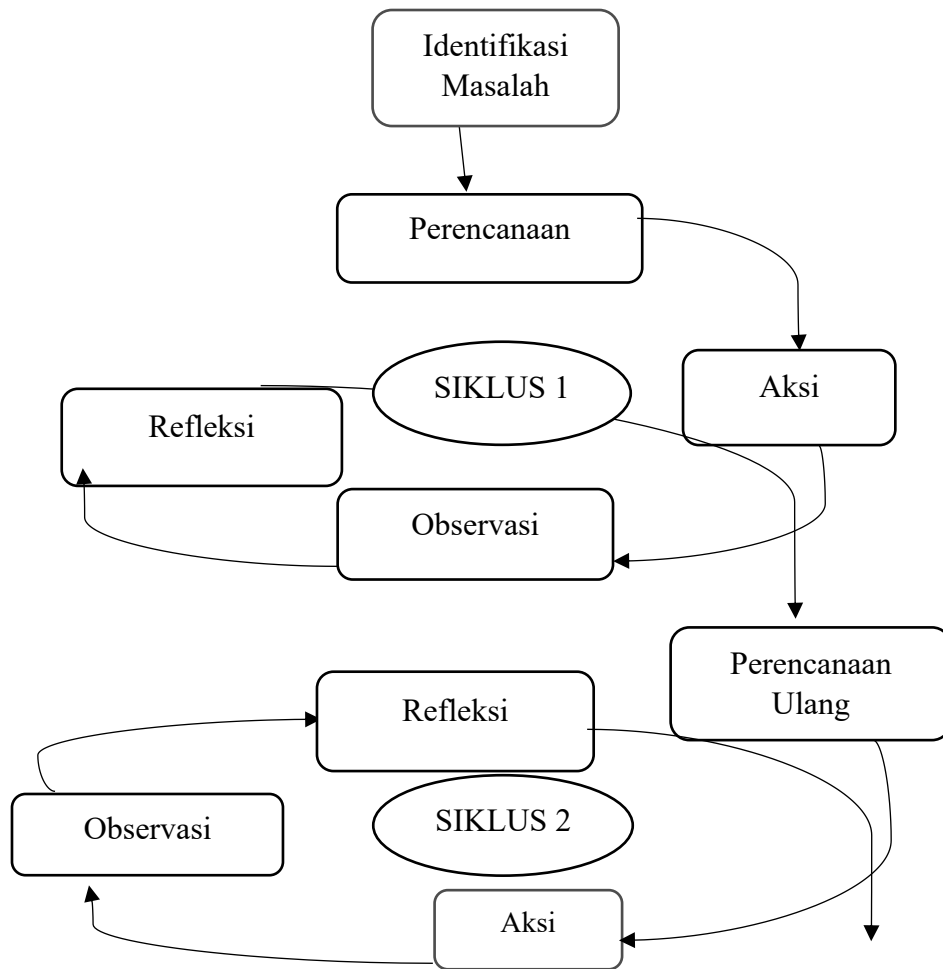 Identifikasi
Masalah
Perencanaan
Aksi
SIKLUS 1
Refleksi
Observasi
Perencanaan
Ulang
Refleksi
SIKLUS 2
Observasi
Aksi